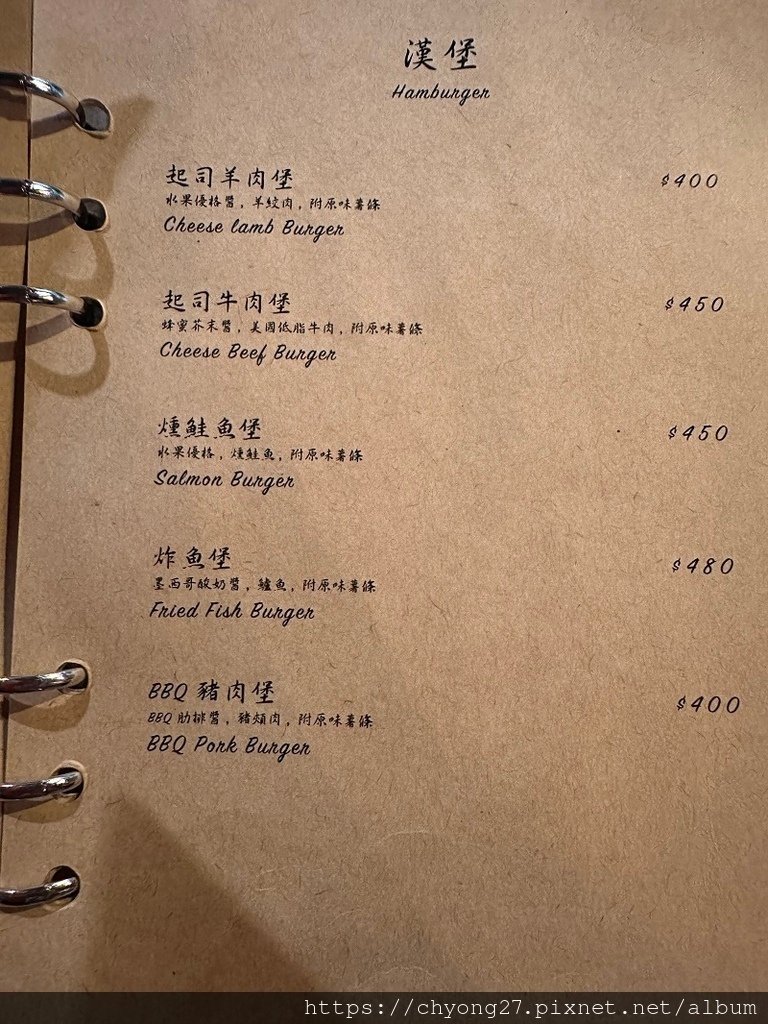 漢堡
Hamburger
起司羊肉堡 $400
水果優格醬，羊絞肉，附原味薯條
Cheese lamb Burger
起司牛肉堡 $450
蜂蜜芥末醬，美國低脂牛肉，附原味薯條
Cheese Beef Burger
燻鮭魚堡 $450
水果優格，燻鮭魚，附原味薯條
Salmon Burger
炸魚堡 $480
墨西哥酸奶醬，鱸魚，附原味薯條
Fried Fish Burger
BBQ 豬肉堡 $400
BBQ 肋排醬，豬頰肉，附原味薯條
BBQ Pork Burger
https://chyong27.pixnet.net/album